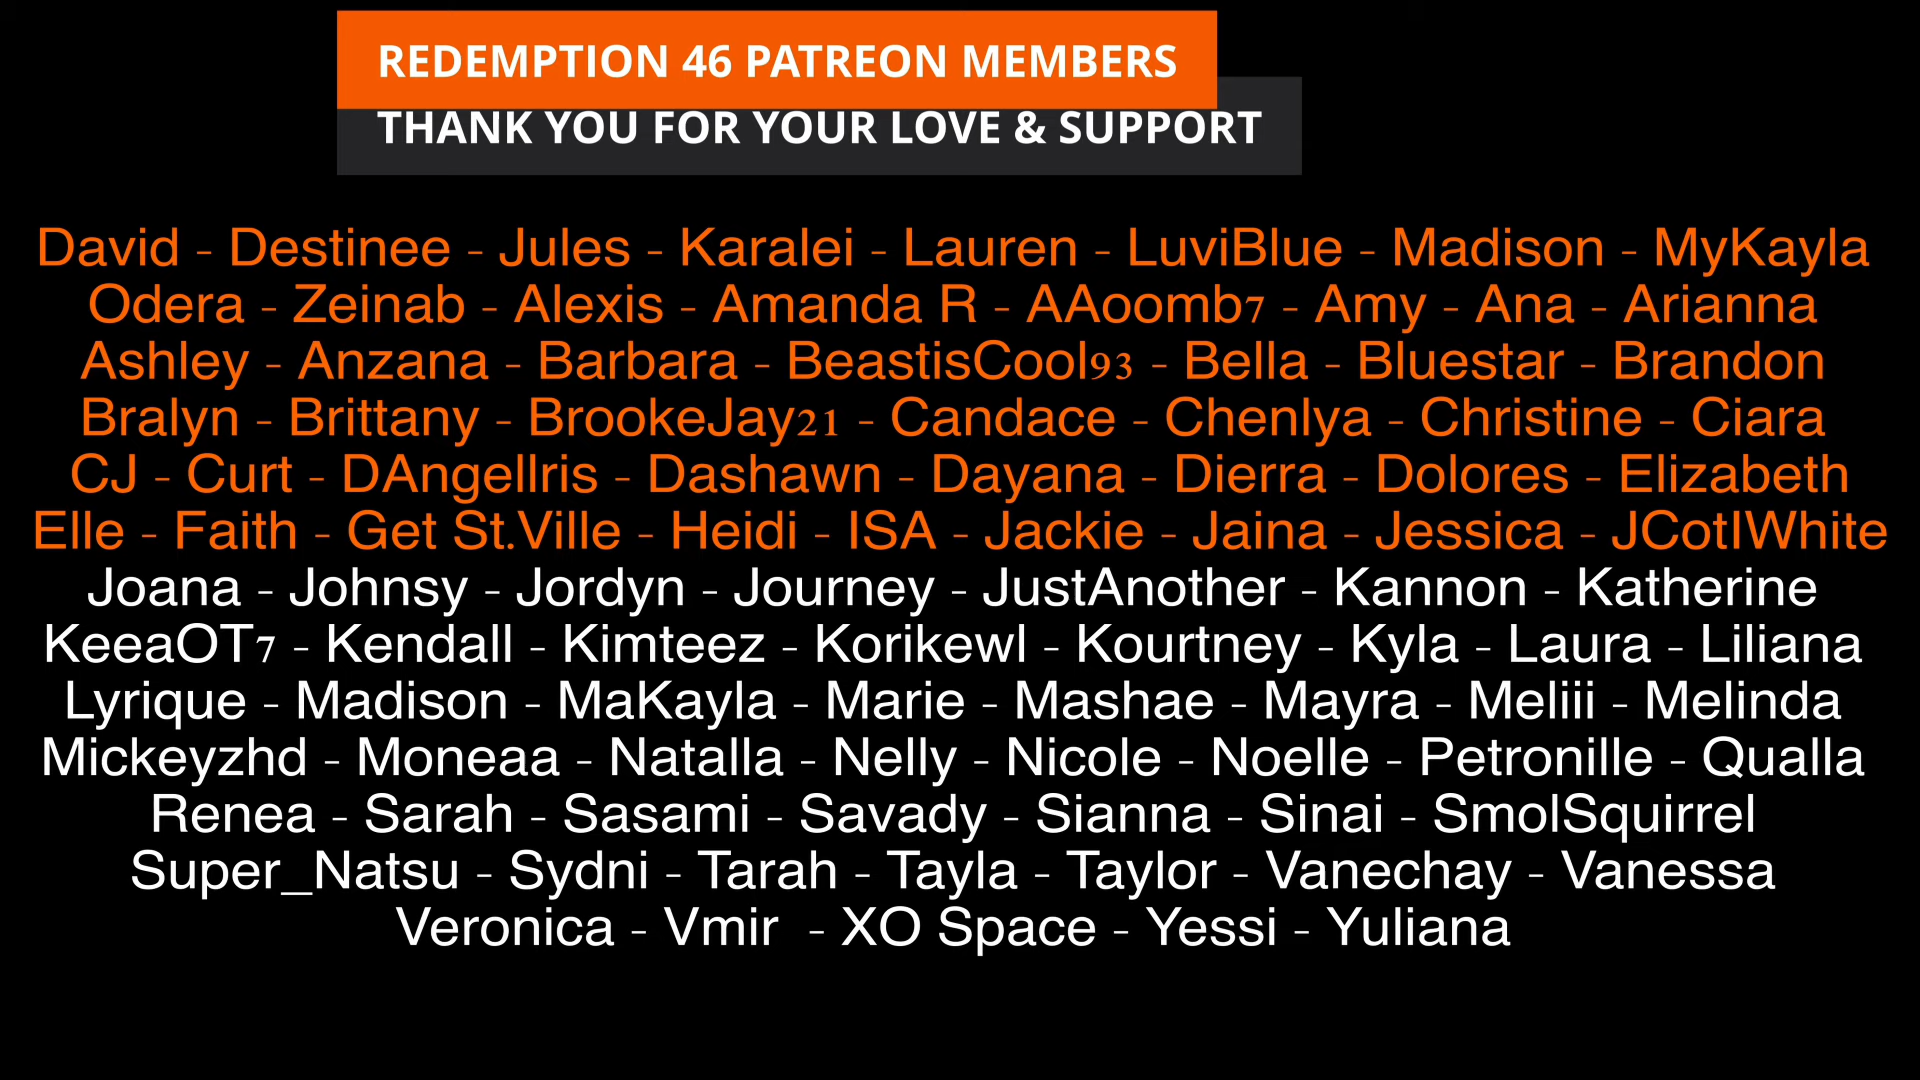 REDEMPTION 46 PATREON MEMBERS
THANK YOU FOR YOUR LOVE & SUPPORT
David - Destinee - Jules - Karalei - Lauren - LuviBlue - Madison - MyKayla
Odera - Zeinab - Alexis - Amanda R - AAoomb7 - Amy - Ana - Arianna
Ashley - Anzana - Barbara - BeastisCool93 - Bella - Bluestar - Brandon
Bralyn - Brittany - BrookeJay21 - Candace - Chenlya - Christine - Ciara
CJ - Curt - DAngelIris - Dashawn - Dayana - Dierra - Dolores - Elizabeth
Elle - Faith - Get St.Ville - Heidi - ISA - Jackie - Jaina - Jessica - JCotlWhite
Joana - Johnsy - Jordyn - Journey - JustAnother - Kannon - Katherine
KeeaOT7 - Kendall - Kimteez - Korikewl - Kourtney - Kyla - Laura - Liliana
Lyrique - Madison - MaKayla - Marie - Mashae - Mayra - Meliii - Melinda
Mickeyzhd - Moneaa - Natalla - Nelly - Nicole - Noelle - Petronille - Qualla
Renea - Sarah - Sasami - Savady - Sianna - Sinai - SmolSquirrel
Super_Natsu - Sydni - Tarah - Tayla - Taylor - Vanechay - Vanessa
Veronica - Vmir  - XO Space - Yessi - Yuliana